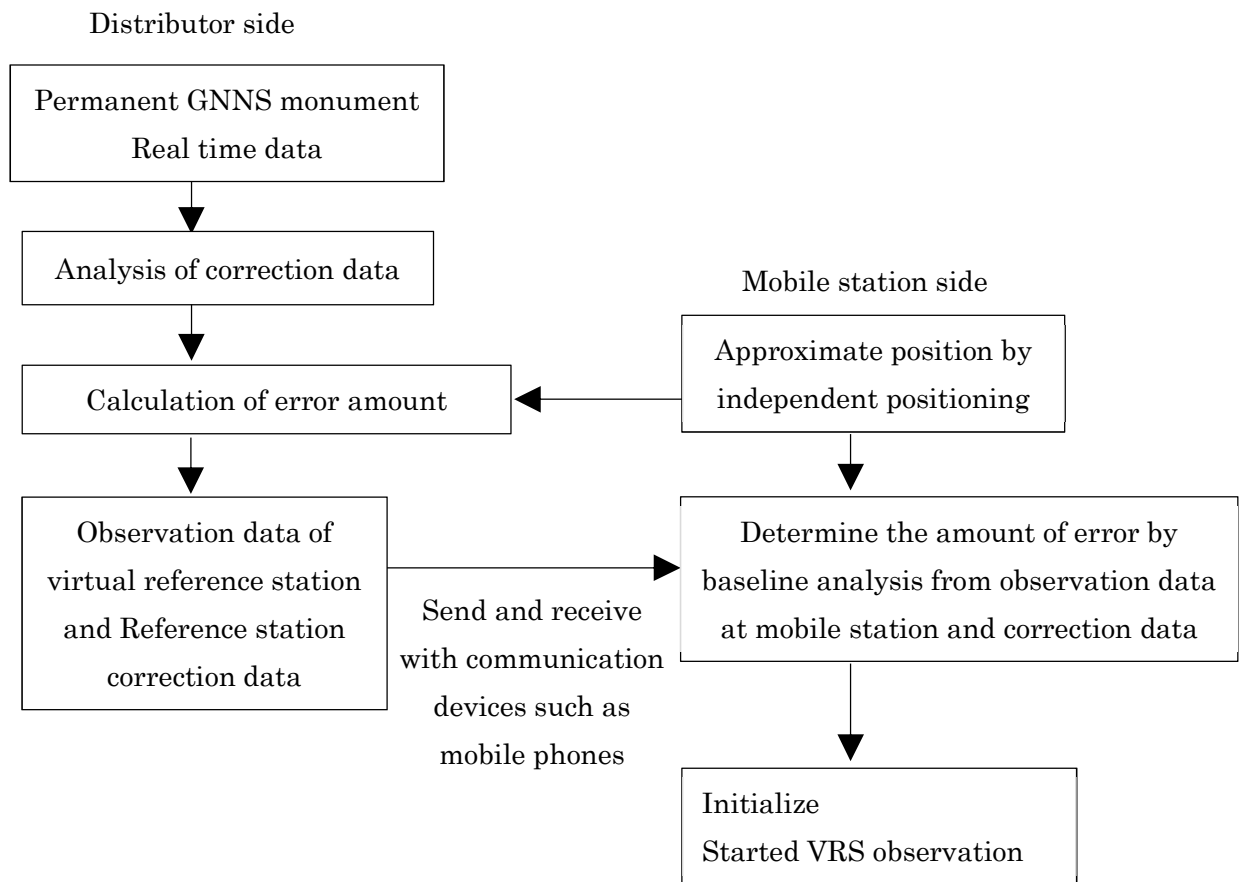 Distributor side
Permanent GNNS monument
Real time data
Analysis of correction data
Calculation of error amount
Observation data of
virtual reference station
and Reference station
correction data
Send and receive
with communication
devices such as
mobile phones
Mobile station side
Approximate position by
independent positioning
Determine the amount of error by
baseline analysis from observation data
at mobile station and correction data
Initialize
Started VRS observation